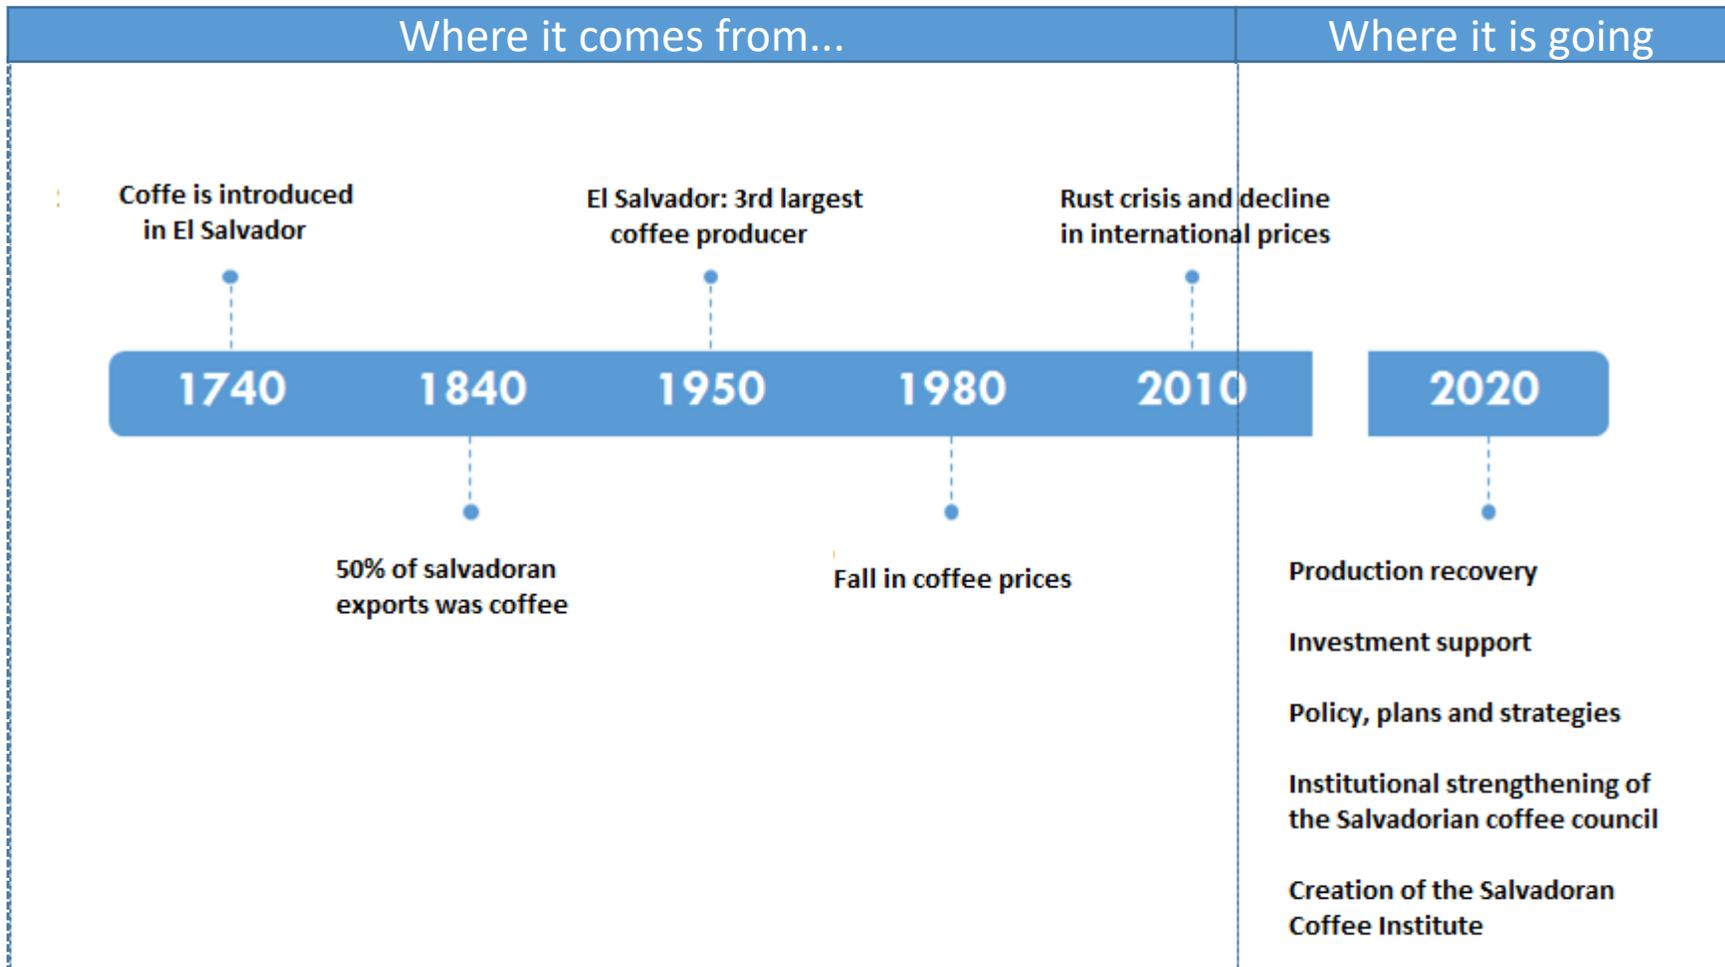 Where it comes from...
Where it is going
Coffe is introduced
in El Salvador
El Salvador: 3rd largest
coffee producer
Rust crisis and decline
in international prices
1740
1840
1950
1980
2010
2020
50% of salvadoran
exports was coffee
Fall in coffee prices
Production recovery
Investment support
Policy, plans and strategies
Institutional strengthening of
the Salvadorian coffee council
Creation of the Salvadoran
Coffee Institute